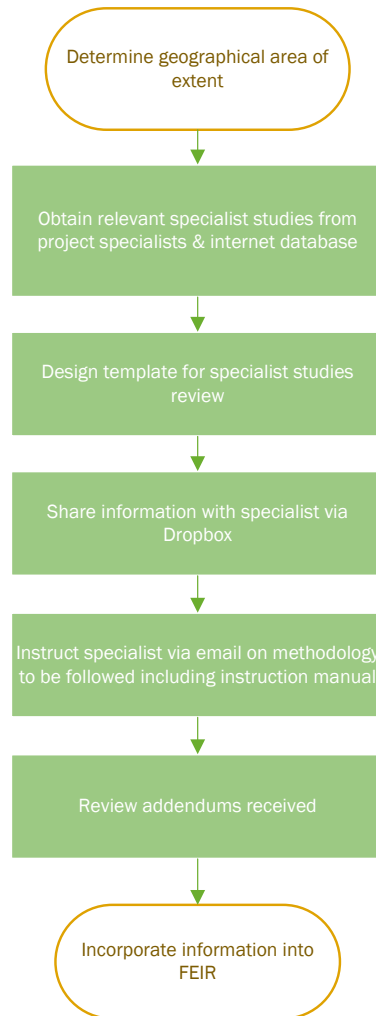 Determine geographical area of
extent
Obtain relevant specialist studies from
project specialists & internet database
Design template for specialist studies
review
Share information with specialist via
Dropbox
Instruct specialist via email on methodology
to be followed including instruction manual
Review addendums received
Incorporate information into
FEIR